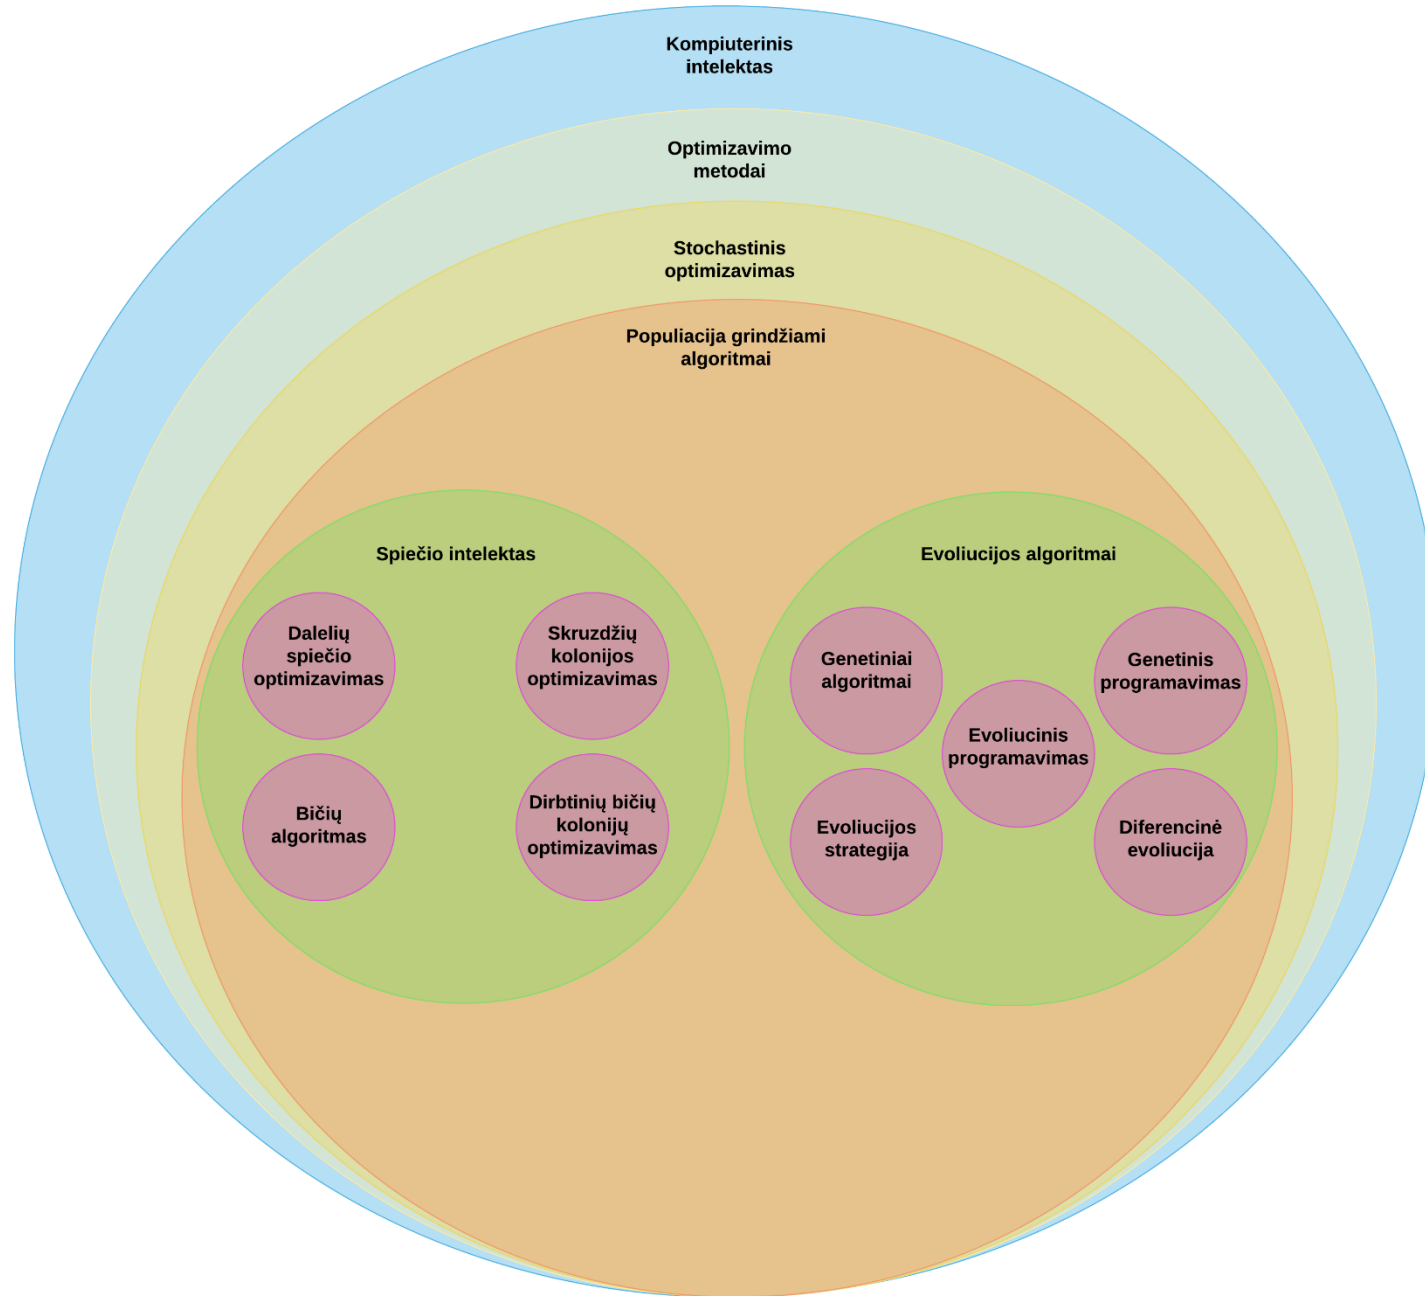 Kompiuterinis
intelektas
Optimizavimo
metodai
Stochastinis
optimizavimas
Populiacija grindžiami
algoritmai
Spiečio intelektas
Dalelių
spiečio
optimizavimas
Skruzdžių
kolonijos
optimizavimas
Bičių
algoritmas
Dirbtinių bičių
kolonijų
optimizavimas
Evoliucijos algoritmai
Genetiniai
algoritmai
Genetinis
programavimas
Evoliucinis
programavimas
Evoliucijos
strategija
Diferencinė
evoliucija